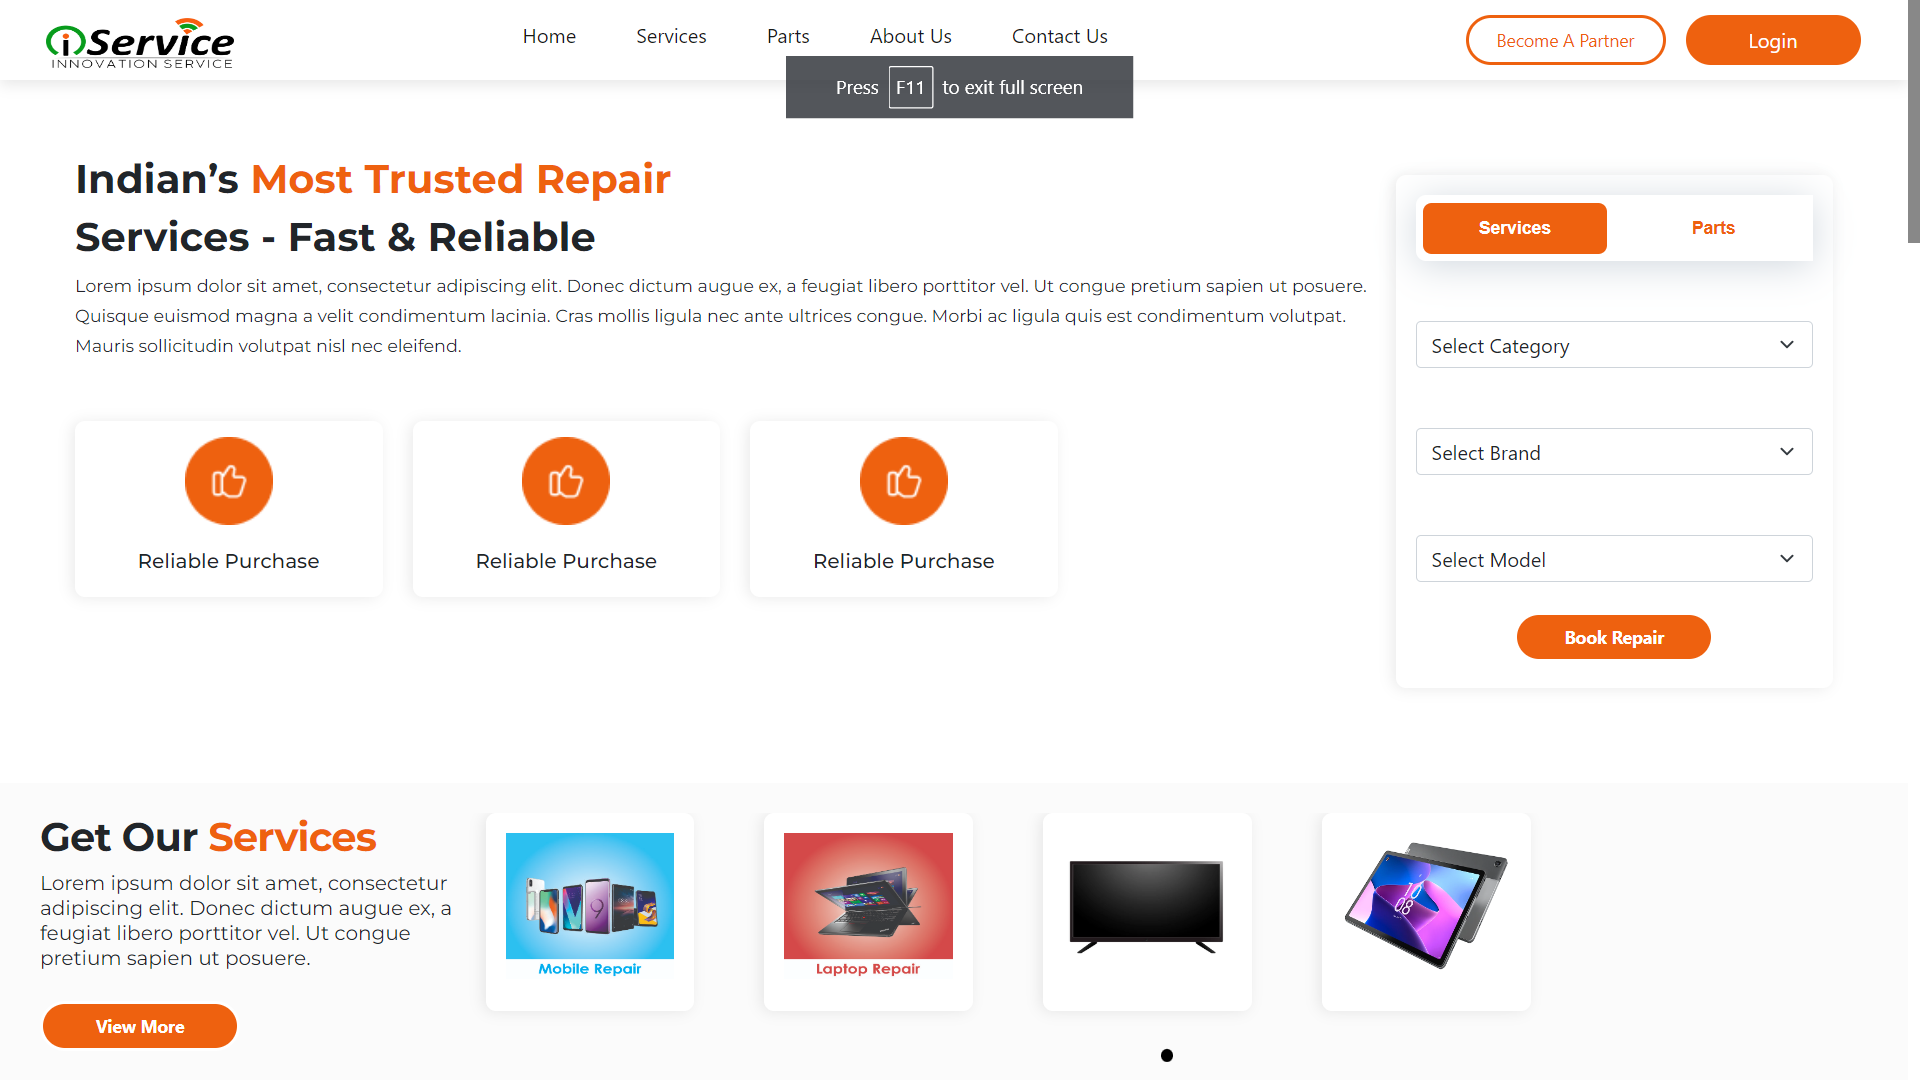 iService
INNOVATION SERVICE
Home
Services
Parts
About Us
Contact Us
Become A Partner
Login
Press F11 to exit full screen
Indian’s Most Trusted Repair
Services - Fast & Reliable
Lorem ipsum dolor sit amet, consectetur adipiscing elit. Donec dictum augue ex, a feugiat libero porttitor vel. Ut congue pretium sapien ut posuere.
Quisque euismod magna a velit condimentum lacinia. Cras mollis ligula nec ante ultrices congue. Morbi ac ligula quis est condimentum volutpat.
Mauris sollicitudin volutpat nisl nec eleifend.
Reliable Purchase
Reliable Purchase
Reliable Purchase
Services
Parts
Select Category
Select Brand
Select Model
Book Repair
Get Our Services
Lorem ipsum dolor sit amet, consectetur
adipiscing elit. Donec dictum augue ex, a
feugiat libero porttitor vel. Ut congue
pretium sapien ut posuere.
View More
9
Mobile Repair
Laptop Repair
10
08